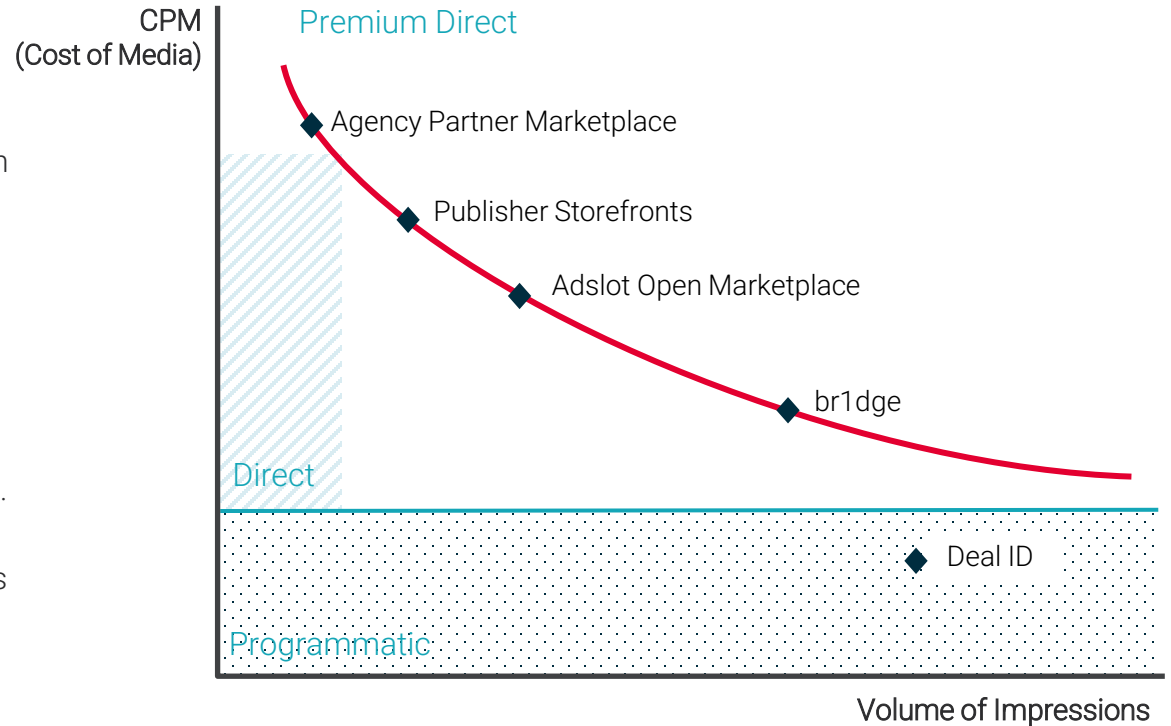 CPM
(Cost of Media)
Premium Direct
Agency Partner Marketplace
Publisher Storefronts
Adslot Open Marketplace
br1dge
Direct
.
Deal ID
Programmatic
Volume of Impressions